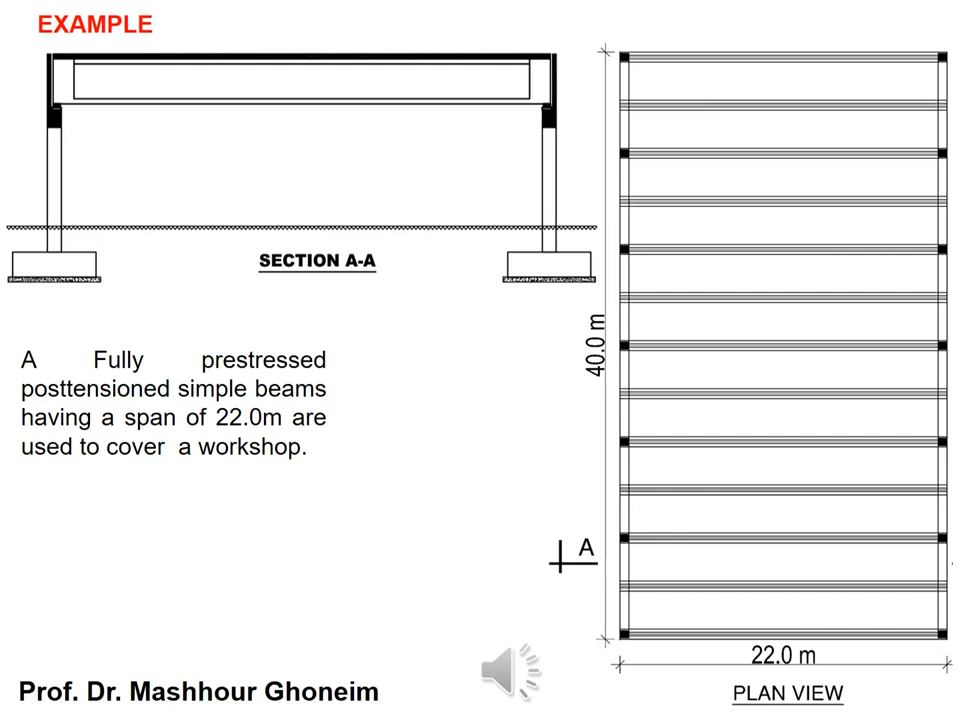 EXAMPLE
SECTION A-A
A Fully prestressed
posttensioned simple beams
having a span of 22.0m are
used to cover a workshop.
40.0 m
A
22.0 m
PLAN VIEW
Prof. Dr. Mashhour Ghoneim